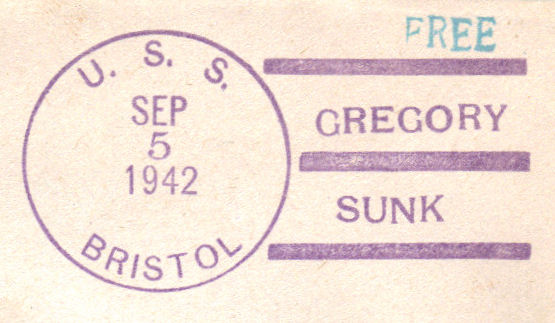 FREE
U. S. S.
SEP
5
1942
BRISTOL
GREGORY
SUNK